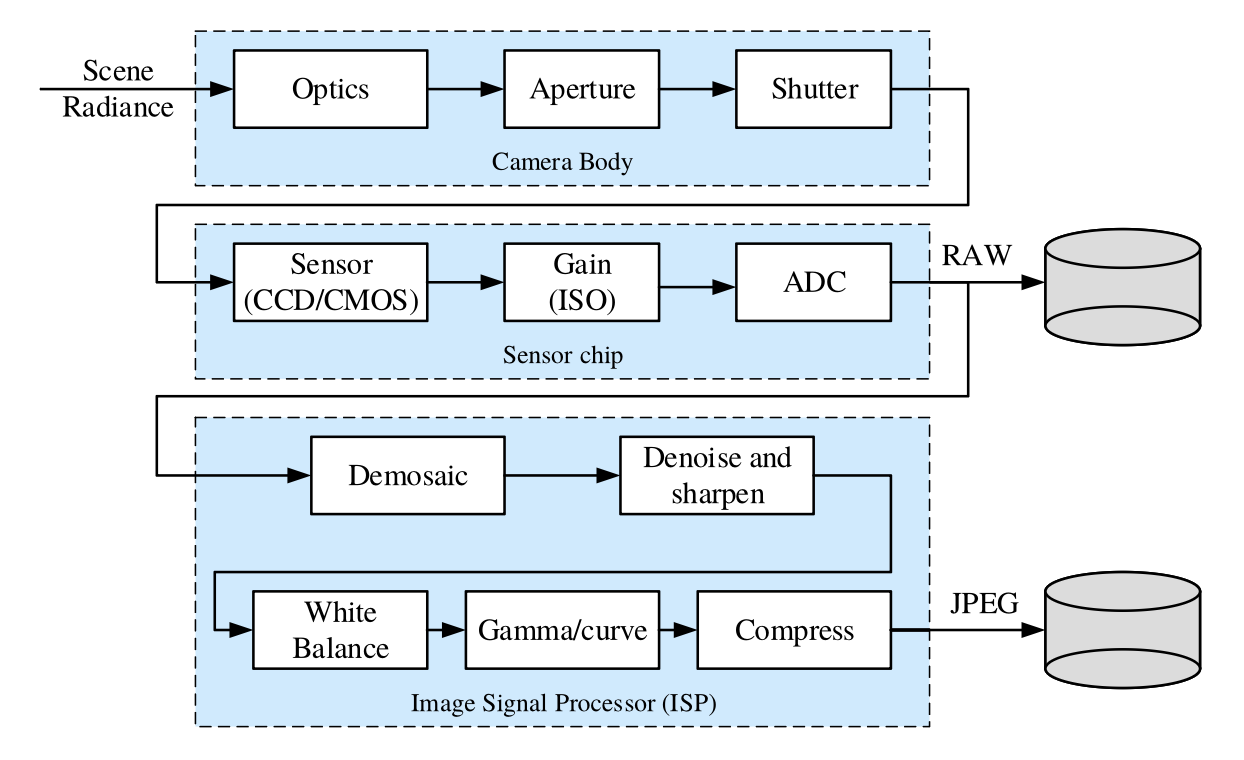 Scene
Radiance
Optics
Aperture
Shutter
Camera Body
Sensor
(CCD/CMOS)
Gain
(ISO)
ADC
RAW
Sensor chip
Demosaic
Denoise and
sharpen
White
Balance
Gamma/curve
Compress
JPEG
Image Signal Processor (ISP)